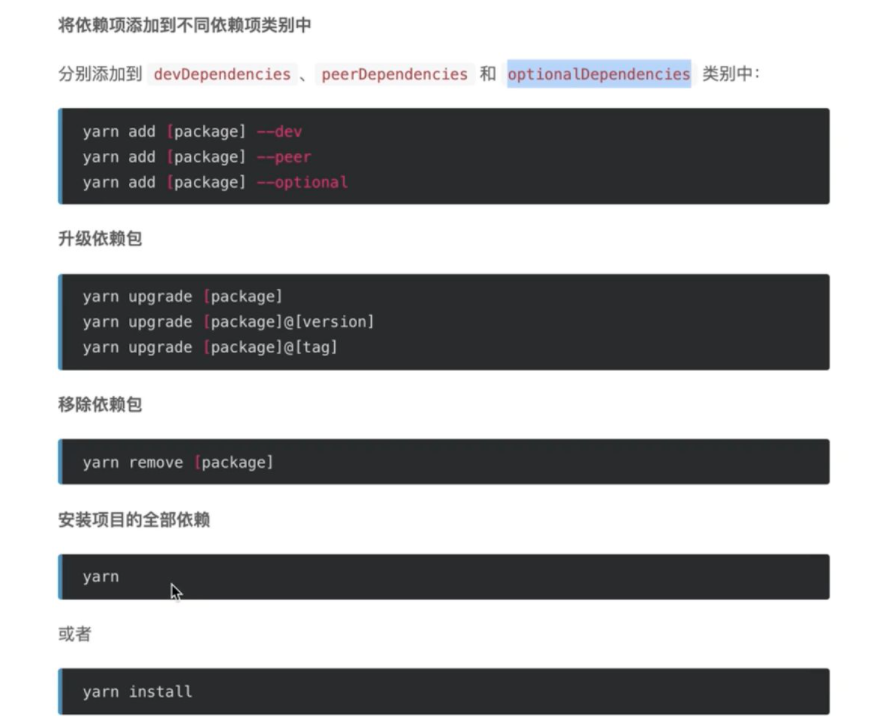 将依赖项添加到不同依赖项类别中
分别添加到 devDependencies 、 peerDependencies 和 optionalDependencies 类别中：
yarn add [package] --dev
yarn add [package] --peer
yarn add [package] --optional
升级依赖包
yarn upgrade [package]
yarn upgrade [package]@[version]
yarn upgrade [package]@[tag]
移除依赖包
yarn remove [package]
安装项目的全部依赖
yarn
或者
yarn install